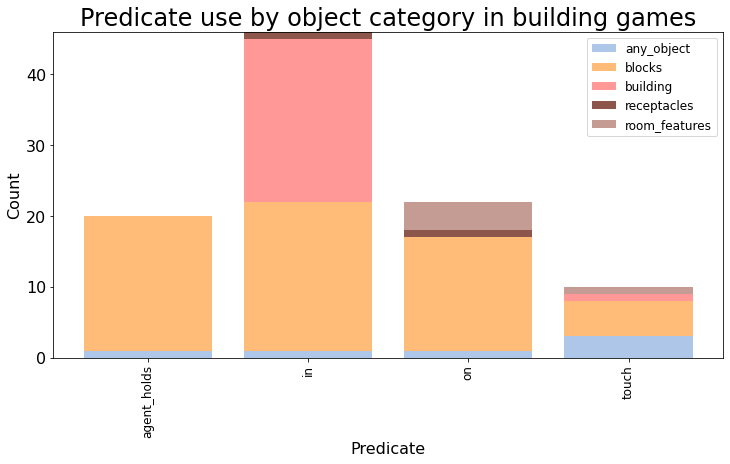 Predicate use by object category in building games
any_object
blocks
building
receptacles
room_features
Count
40
30
20
10
0
agent_holds
in
on
touch
Predicate